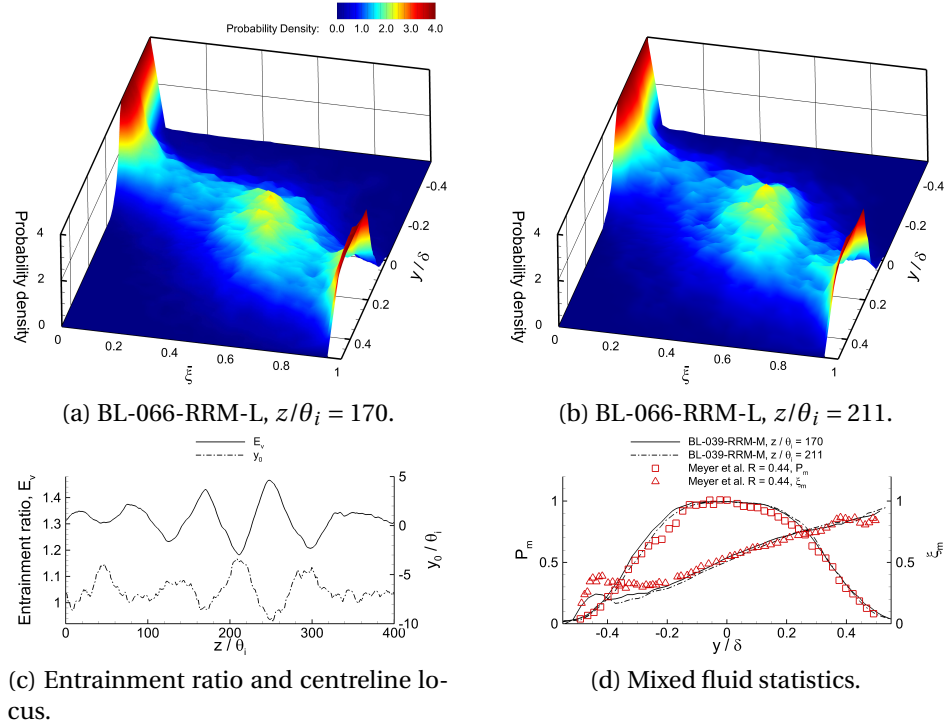 Probability Density: 0.0 1.0 2.0 3.0 4.0
Probability density
4
2
0
0 0.2 0.4 0.6 0.8 1
ξ
-0.4
-0.2
0
0.2
0.4
y / δ
(a) BL-066-RRM-L, z/θi = 170.
Probability density
4
2
0
0 0.2 0.4 0.6 0.8 1
ξ
-0.4
-0.2
0
0.2
0.4
y / δ
(b) BL-066-RRM-L, z/θi = 211.
Ev
y0
Entrainment ratio, Ev
1.4
1.3
1.2
1.1
1
5
0
-5
-10
y0 / θi
0 100 200 300 400
z / θi
(c) Entrainment ratio and centreline lo-
cus.
BL-039-RRM-M, z / θi = 170
BL-039-RRM-M, z / θi = 211
Meyer et al. R = 0.44, Pm
Meyer et al. R = 0.44, ξm
Pm
1
0.5
0
1
0.5
0
ξm
-0.4 -0.2 0 0.2 0.4
y / δ
(d) Mixed fluid statistics.